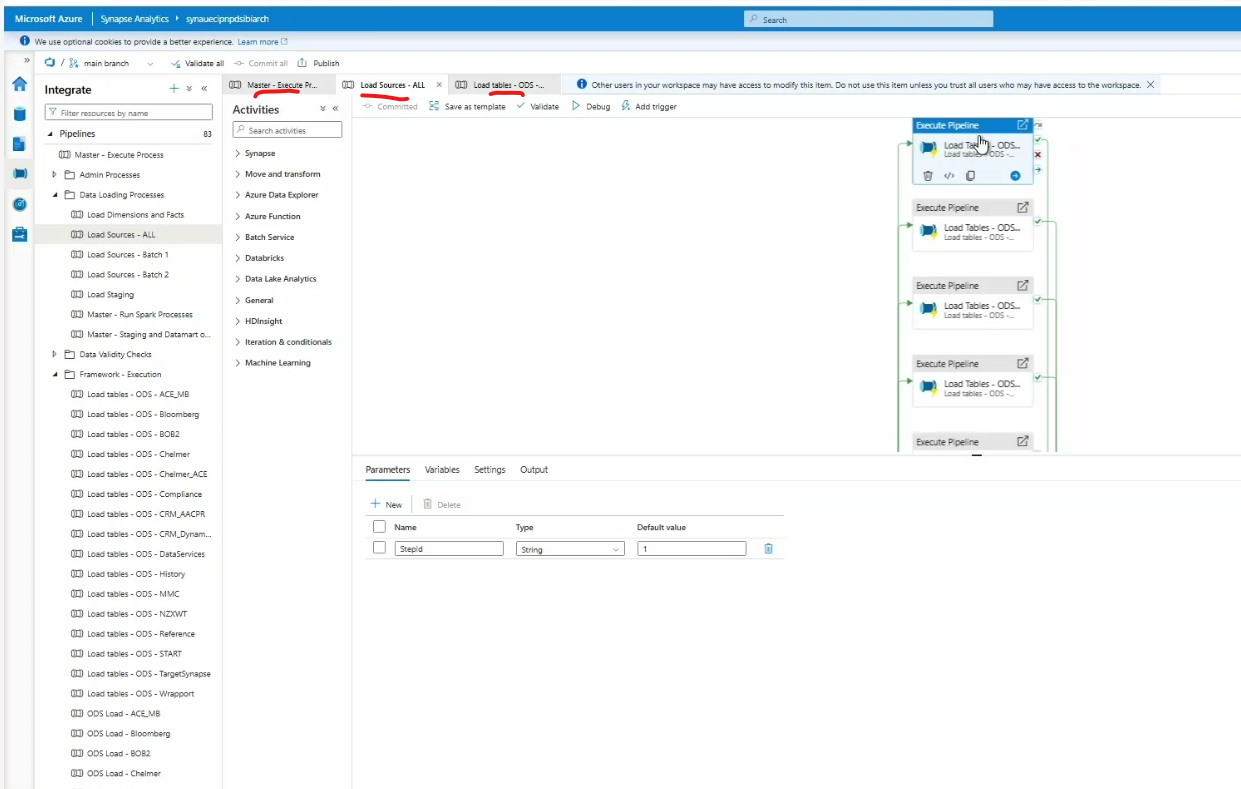 Microsoft Azure | Synapse Analytics ▸ synauecipnpdsibiarch
Search
We use optional cookies to provide a better experience. Learn more
/ main branch
Validate all
Commit all
Publish
Integrate
Filter resources by name
Pipelines 83
Master - Execute Process
Admin Processes
Data Loading Processes
Load Dimensions and Facts
Load Sources - ALL
Load Sources - Batch 1
Load Sources - Batch 2
Load Staging
Master - Run Spark Processes
Master - Staging and Datamart o...
Data Validity Checks
Framework - Execution
Load tables - ODS - ACE_MB
Load tables - ODS - Bloomberg
Load tables - ODS - BOB2
Load tables - ODS - Chelmer
Load tables - ODS - Chelmer_ACE
Load tables - ODS - Compliance
Load tables - ODS - CRM_AACPR
Load tables - ODS - CRM_Dynam...
Load tables - ODS - DataServices
Load tables - ODS - History
Load tables - ODS - MMC
Load tables - ODS - NZXWT
Load tables - ODS - Reference
Load tables - ODS - START
Load tables - ODS - TargetSynapse
Load tables - ODS - Wrapport
ODS Load - ACE_MB
ODS Load - Bloomberg
ODS Load - BOB2
ODS Load - Chelmer
Master - Execute Pr...
Load Sources - ALL
Load tables - ODS -...
Other users in your workspace may have access to modify this item. Do not use this item unless you trust all users who may have access to the workspace.
Activities
Search activities
Synapse
Move and transform
Azure Data Explorer
Azure Function
Batch Service
Databricks
Data Lake Analytics
General
HDInsight
Iteration & conditionals
Machine Learning
Committed
Save as template
Validate
Debug
Add trigger
Execute Pipeline
Load Tables - ODS...
Load tables - ODS -...
Execute Pipeline
Load Tables - ODS...
Load tables - ODS -...
Execute Pipeline
Load Tables - ODS...
Load tables - ODS -...
Execute Pipeline
Load Tables - ODS...
Load tables - ODS -...
Execute Pipeline
Parameters Variables Settings Output
New
Delete
Name Type Default value
StepId String 1